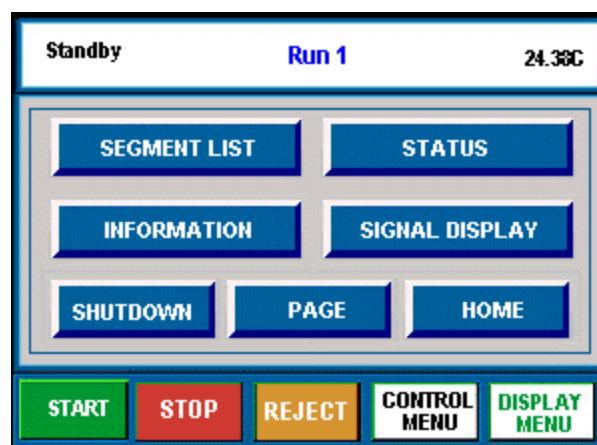 Standby Run 1 24.38C
SEGMENT LIST STATUS
INFORMATION SIGNAL DISPLAY
SHUTDOWN PAGE HOME
START STOP REJECT CONTROL MENU DISPLAY MENU